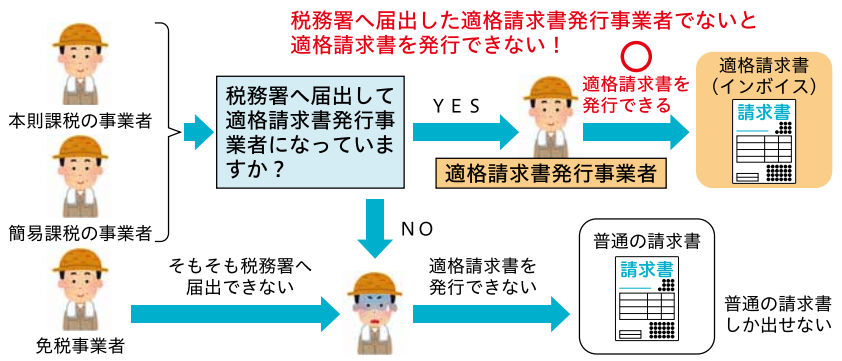 税務署へ届出した適格請求書発行事業者でないと
適格請求書を発行できない！
本則課税の事業者
簡易課税の事業者
免税事業者
税務署へ届出して
適格請求書発行事
業者になっていま
すか？
YES
適格請求書を
発行できる
適格請求書発行事業者
適格請求書
（インボイス）
請求書
NO
そもそも税務署へ
届出できない
適格請求書を
発行できない
普通の請求書
請求書
普通の請求書
しか出せない